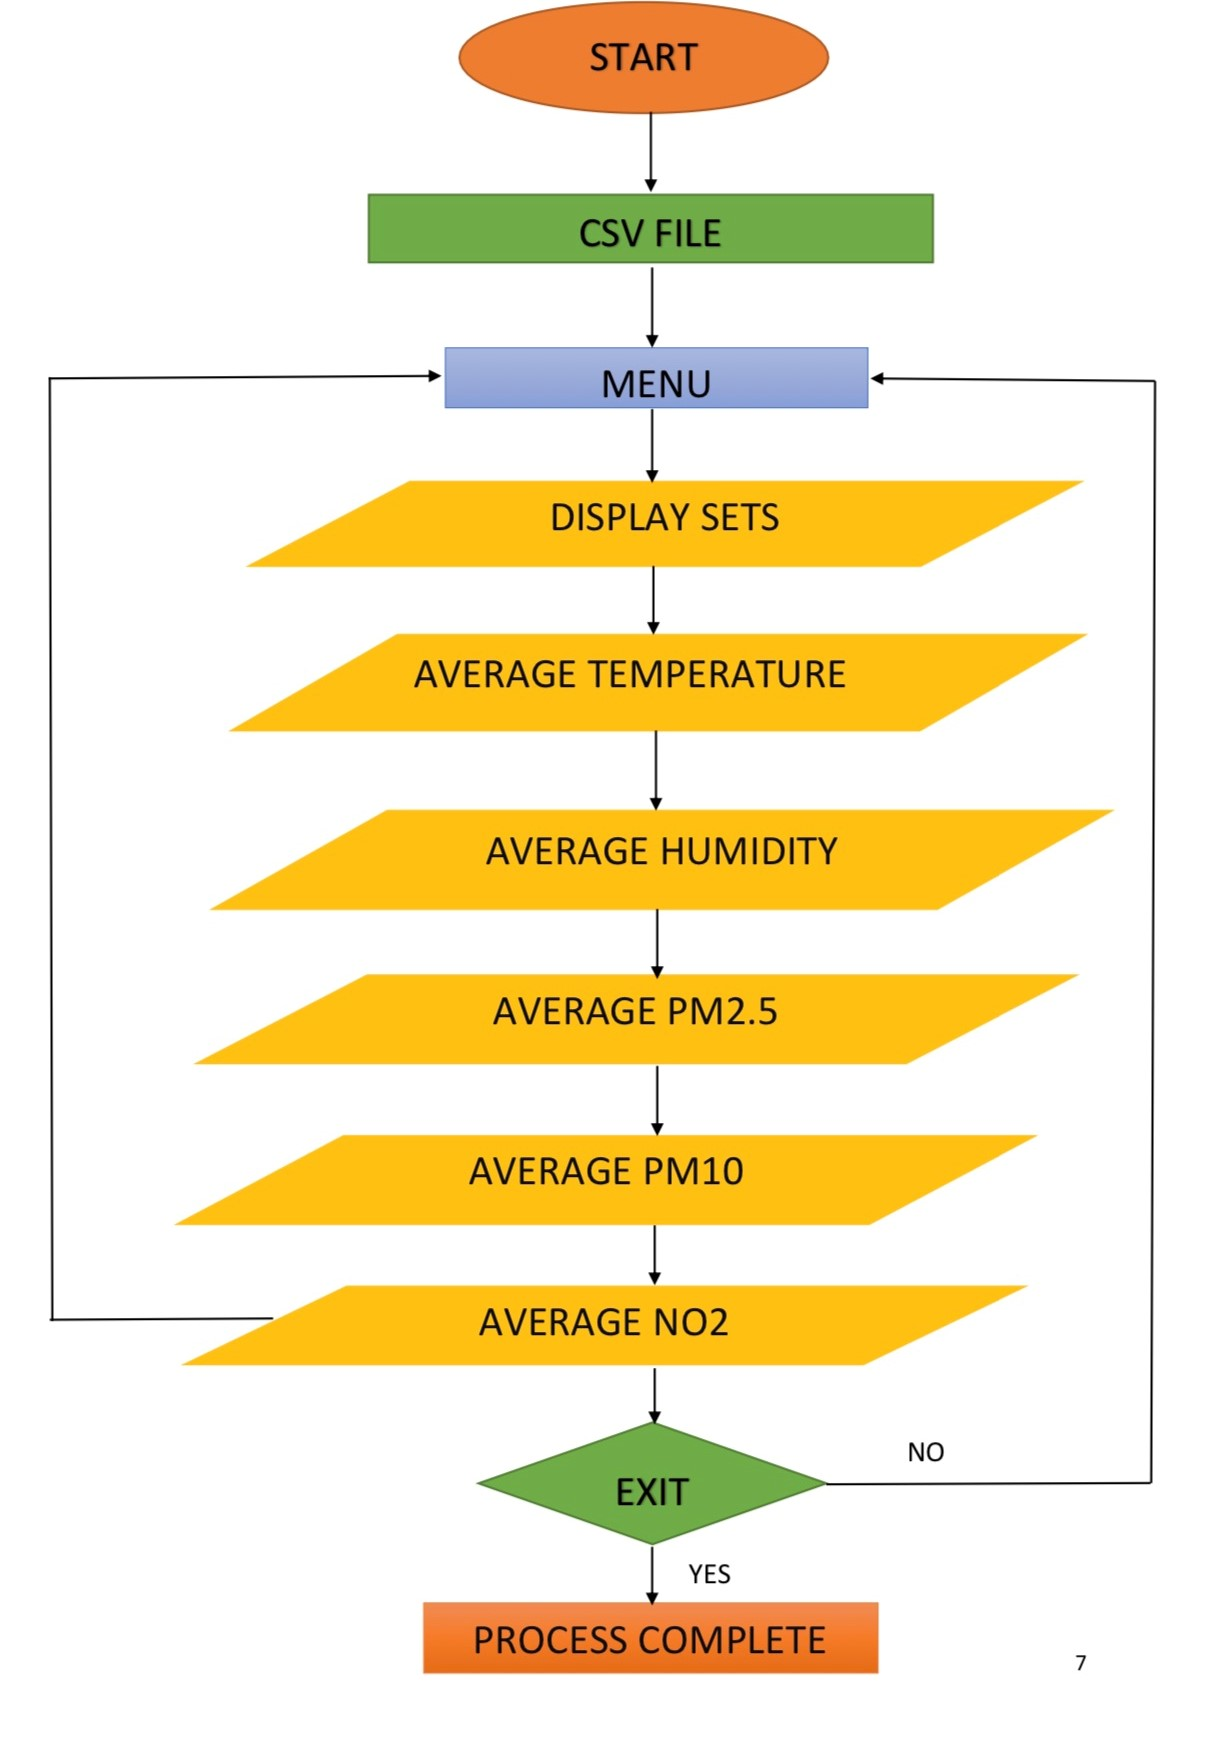 START
CSV FILE
MENU
DISPLAY SETS
AVERAGE TEMPERATURE
AVERAGE HUMIDITY
AVERAGE PM2.5
AVERAGE PM10
AVERAGE NO2
NO
EXIT
YES
PROCESS COMPLETE
7